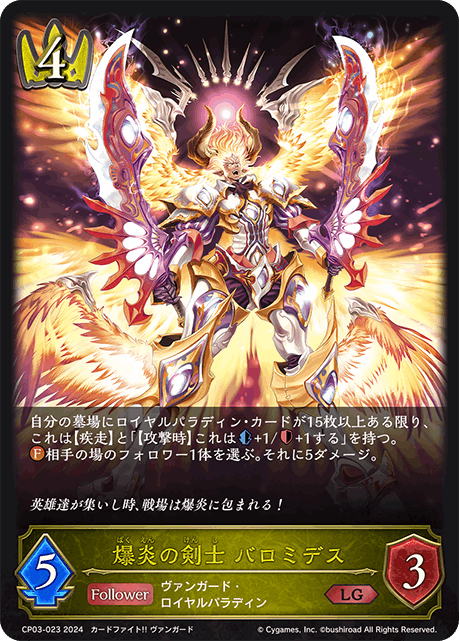 4
自分の墓場にロイヤルパラディン・カードが15枚以上ある限り、
これは【疾走】と「【攻撃時】これは+1/+1する」を持つ。
F相手の場のフォロワー1体を選ぶ。それに5ダメージ。
英雄達が集いし時、戦場は爆炎に包まれる!
ばくえん けんし
爆炎の剣士 バロミデス
5
Follower
ヴァンガード・
ロイヤルパラディン
LG
3
CP03-023 2024 カードファイト!! ヴァンガード
© Cygames, Inc. ©bushiroad All Rights Reserved.